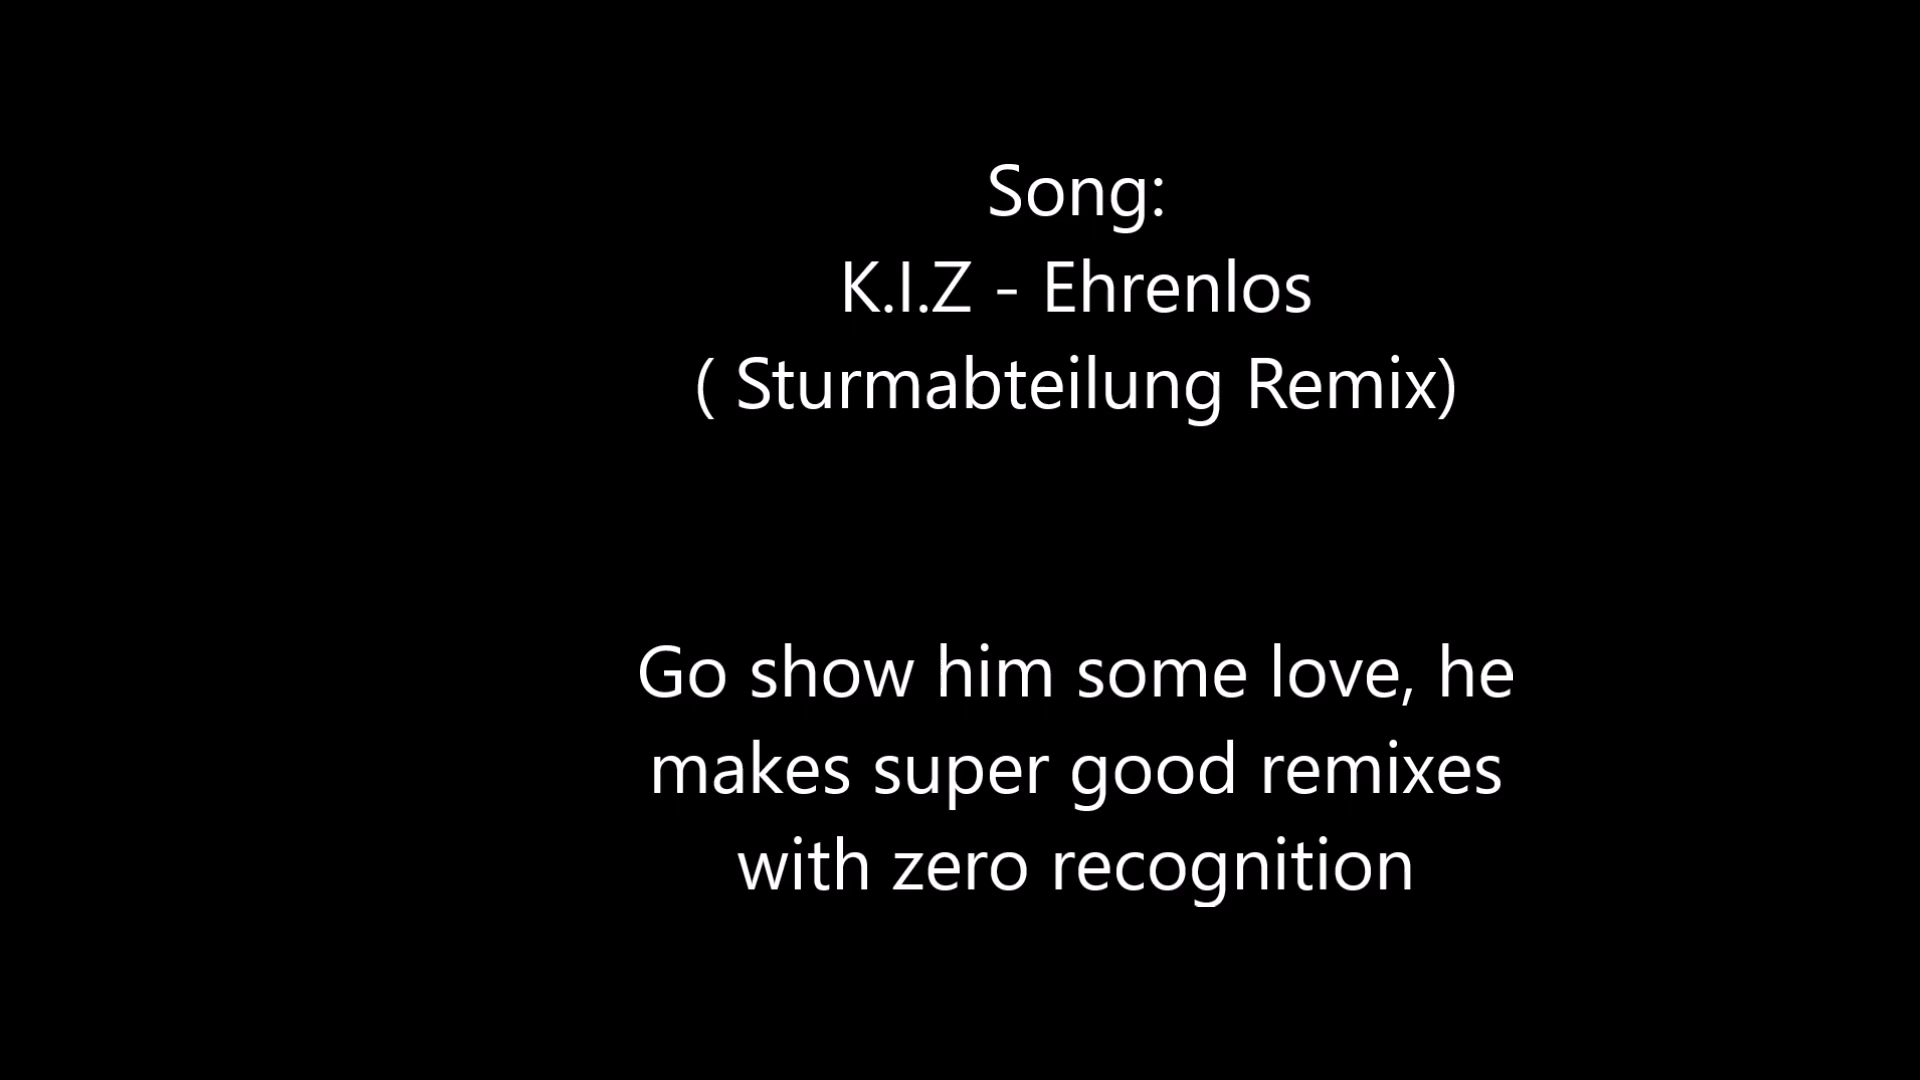 Song:
K.I.Z - Ehrenlos
( Sturmabteilung Remix)
Go show him some love, he
makes super good remixes
with zero recognition